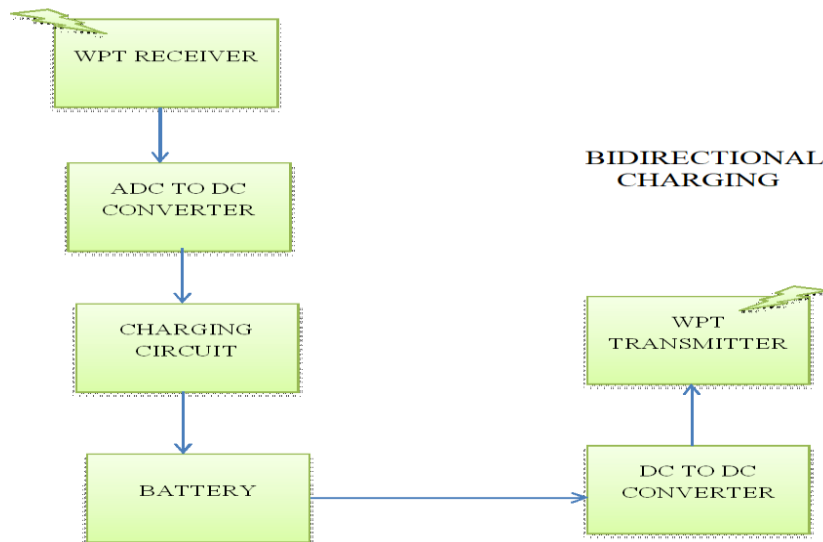 WPT RECEIVER
ADC TO DC
CONVERTER
CHARGING
CIRCUIT
BATTERY
BIDIRECTIONAL
CHARGING
WPT
TRANSMITTER
DC TO DC
CONVERTER